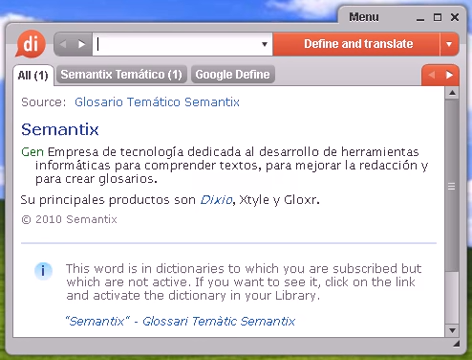 Menu
di
Define and translate
All (1)
Semantix Temático (1)
Google Define
Source: Glosario Temático Semantix
Semantix
Gen Empresa de tecnología dedicada al desarrollo de herramientas
informáticas para comprender textos, para mejorar la redacción y
para crear glosarios.
Su principales productos son Dixio, Xtyle y Gloxr.
© 2010 Semantix
i
This word is in dictionaries to which you are subscribed but
which are not active. If you want to see it, click on the link
and activate the dictionary in your Library.
"Semantix" - Glossari Temàtic Semantix